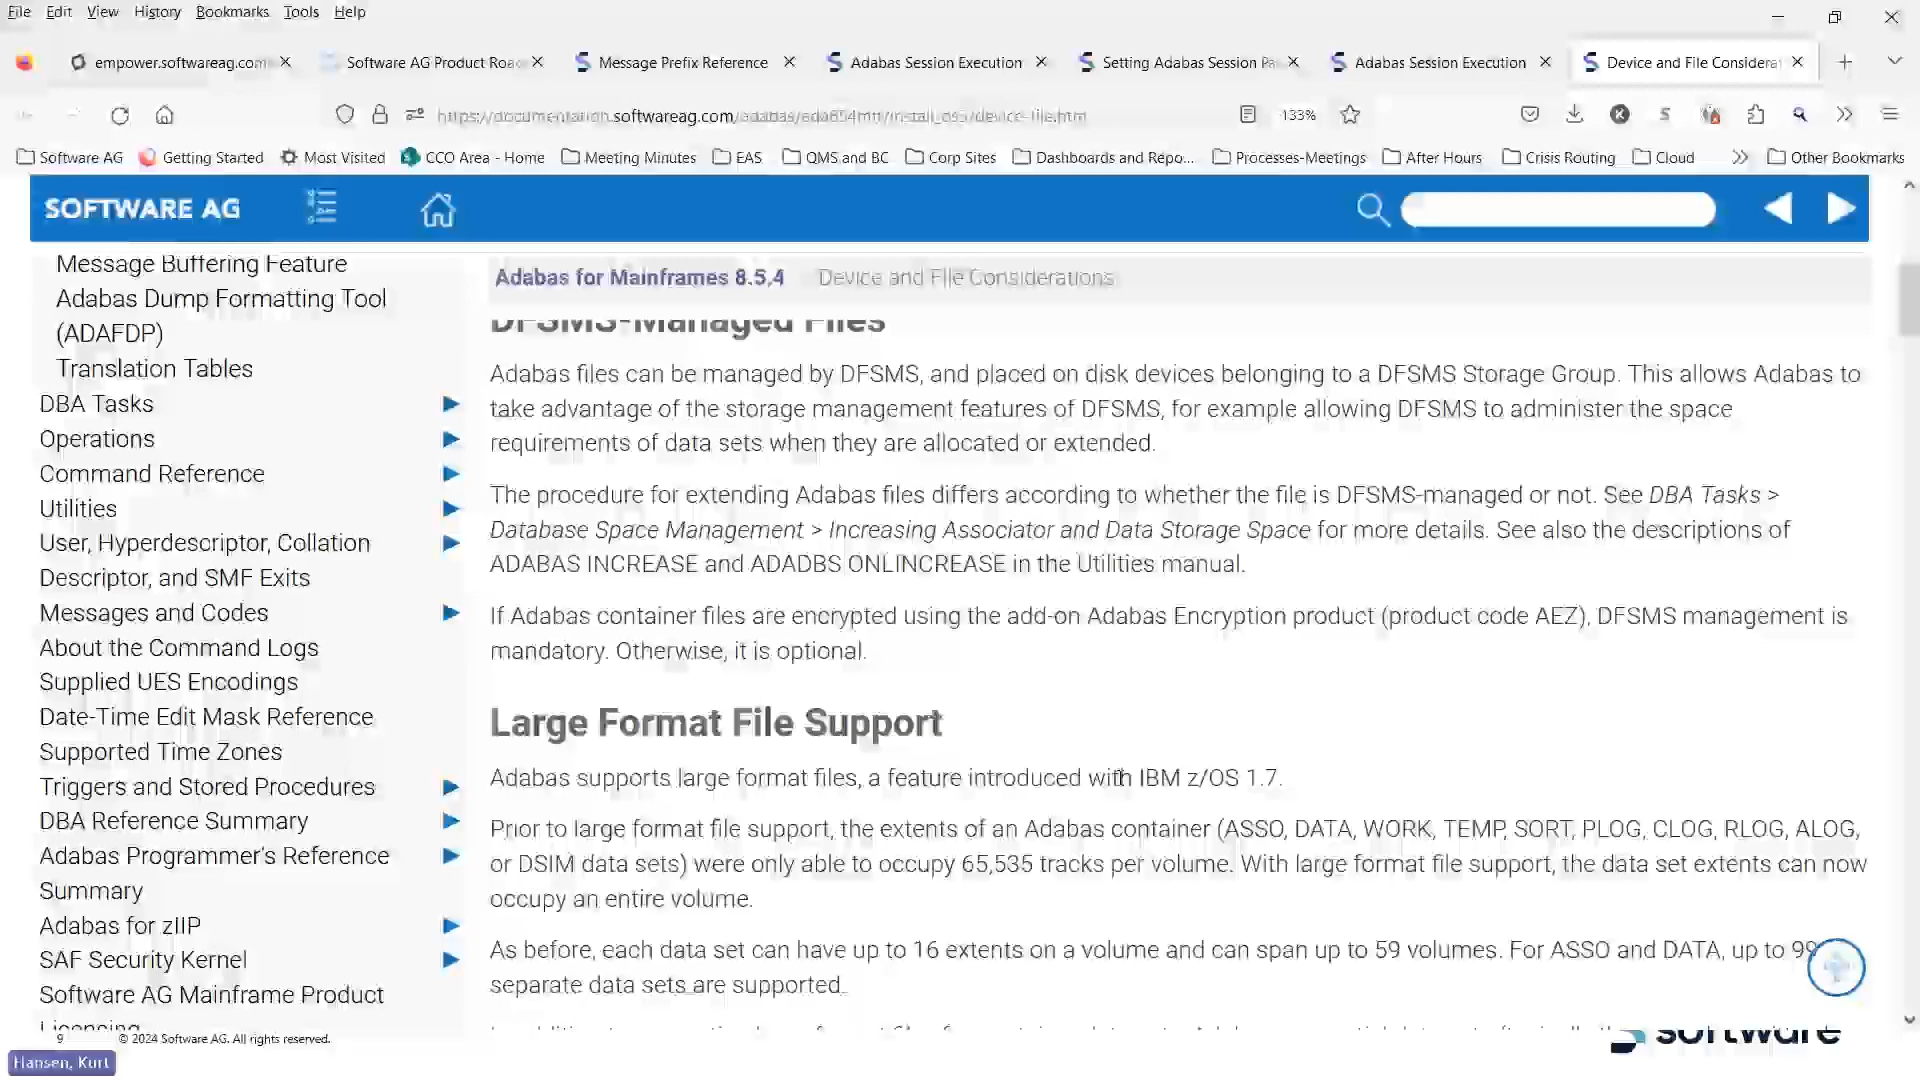 File Edit View History Bookmarks Tools Help
empower.softwareag.com Software AG Product Roa Message Prefix Reference Adabas Session Execution Setting Adabas Session Pa Adabas Session Execution Device and File Considerat
https://documentation.softwareag.com/adabas/ada854mfr/install_os3/device-file.htm 133%
Software AG Getting Started Most Visited CCO Area - Home Meeting Minutes EAS QMS and BC Corp Sites Dashboards and Repo... Processes-Meetings After Hours Crisis Routing Cloud Other Bookmarks
SOFTWARE AG
Message Buffering Feature
Adabas Dump Formatting Tool
(ADAFDP)
Translation Tables
DBA Tasks
Operations
Command Reference
Utilities
User, Hyperdescriptor, Collation
Descriptor, and SMF Exits
Messages and Codes
About the Command Logs
Supplied UES Encodings
Date-Time Edit Mask Reference
Supported Time Zones
Triggers and Stored Procedures
DBA Reference Summary
Adabas Programmer's Reference
Summary
Adabas for zIIP
SAF Security Kernel
Software AG Mainframe Product
Licensing
Adabas for Mainframes 8.5.4 Device and File Considerations
DFSMS-Managed Files
Adabas files can be managed by DFSMS, and placed on disk devices belonging to a DFSMS Storage Group. This allows Adabas to
take advantage of the storage management features of DFSMS, for example allowing DFSMS to administer the space
requirements of data sets when they are allocated or extended.
The procedure for extending Adabas files differs according to whether the file is DFSMS-managed or not. See DBA Tasks >
Database Space Management > Increasing Associator and Data Storage Space for more details. See also the descriptions of
ADABAS INCREASE and ADADBS ONLINCREASE in the Utilities manual.
If Adabas container files are encrypted using the add-on Adabas Encryption product (product code AEZ), DFSMS management is
mandatory. Otherwise, it is optional.
Large Format File Support
Adabas supports large format files, a feature introduced with IBM z/OS 1.7.
Prior to large format file support, the extents of an Adabas container (ASSO, DATA, WORK, TEMP, SORT, PLOG, CLOG, RLOG, ALOG,
or DSIM data sets) were only able to occupy 65,535 tracks per volume. With large format file support, the data set extents can now
occupy an entire volume.
As before, each data set can have up to 16 extents on a volume and can span up to 59 volumes. For ASSO and DATA, up to 99
separate data sets are supported.
9 © 2024 Software AG. All rights reserved.
software
Hansen, Kurt